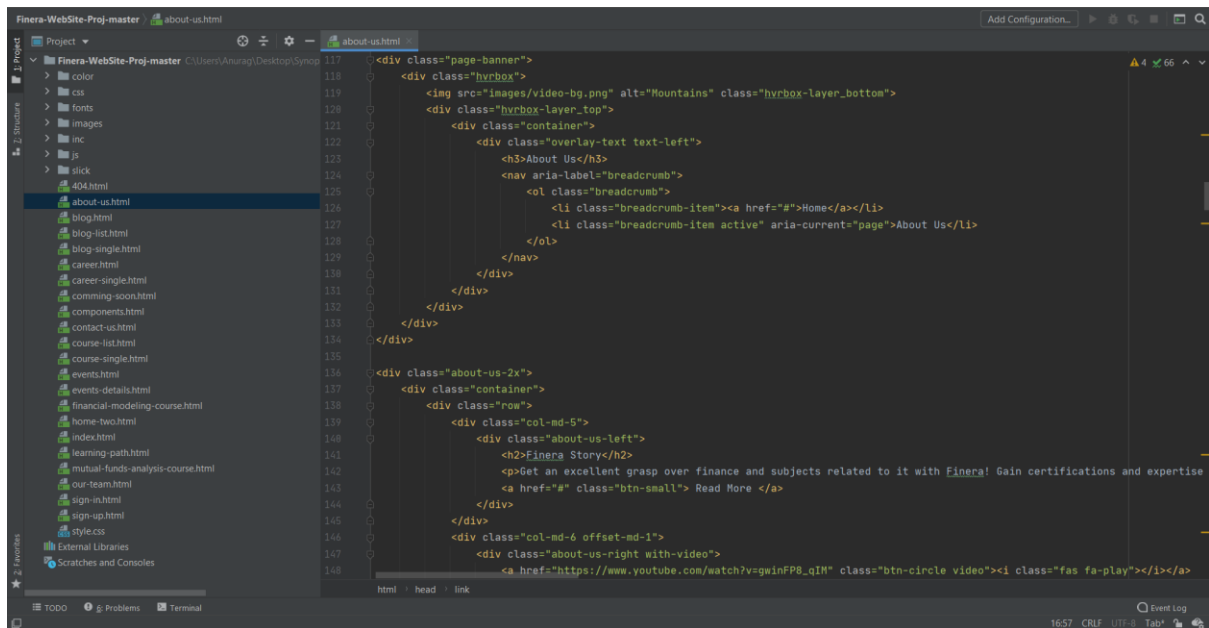 Finera-WebSite-Proj-master about-us.html Add Configuration...
Project about-us.html
1: Project
Z: Structure
2: Favorites
Finera-WebSite-Proj-master C:\Users\Anurag\Desktop\Synop
color
css
fonts
images
inc
js
slick
404.html
about-us.html
blog.html
blog-list.html
blog-single.html
career.html
career-single.html
comming-soon.html
components.html
contact-us.html
course-list.html
course-single.html
events.html
events-details.html
financial-modeling-course.html
home-two.html
index.html
learning-path.html
mutual-funds-analysis-course.html
our-team.html
sign-in.html
sign-up.html
style.css
External Libraries
Scratches and Consoles
4 66
117 <div class="page-banner">
118 <div class="hvrbox">
119 <img src="images/video-bg.png" alt="Mountains" class="hvrbox-layer_bottom">
120 <div class="hvrbox-layer_top">
121 <div class="container">
122 <div class="overlay-text text-left">
123 <h3>About Us</h3>
124 <nav aria-label="breadcrumb">
125 <ol class="breadcrumb">
126 <li class="breadcrumb-item"><a href="#">Home</a></li>
127 <li class="breadcrumb-item active" aria-current="page">About Us</li>
128 </ol>
129 </nav>
130 </div>
131 </div>
132 </div>
133 </div>
134 </div>
135
136 <div class="about-us-2x">
137 <div class="container">
138 <div class="row">
139 <div class="col-md-5">
140 <div class="about-us-left">
141 <h2>Finera Story</h2>
142 <p>Get an excellent grasp over finance and subjects related to it with Finera! Gain certifications and expertise
143 <a href="#" class="btn-small"> Read More </a>
144 </div>
145 </div>
146 <div class="col-md-6 offset-md-1">
147 <div class="about-us-right with-video">
148 <a href="https://www.youtube.com/watch?v=gwinFP8_qIM" class="btn-circle video"><i class="fas fa-play"></i></a>
html head link
TODO 6: Problems Terminal Event Log
16:57 CRLF UTF-8 Tab*